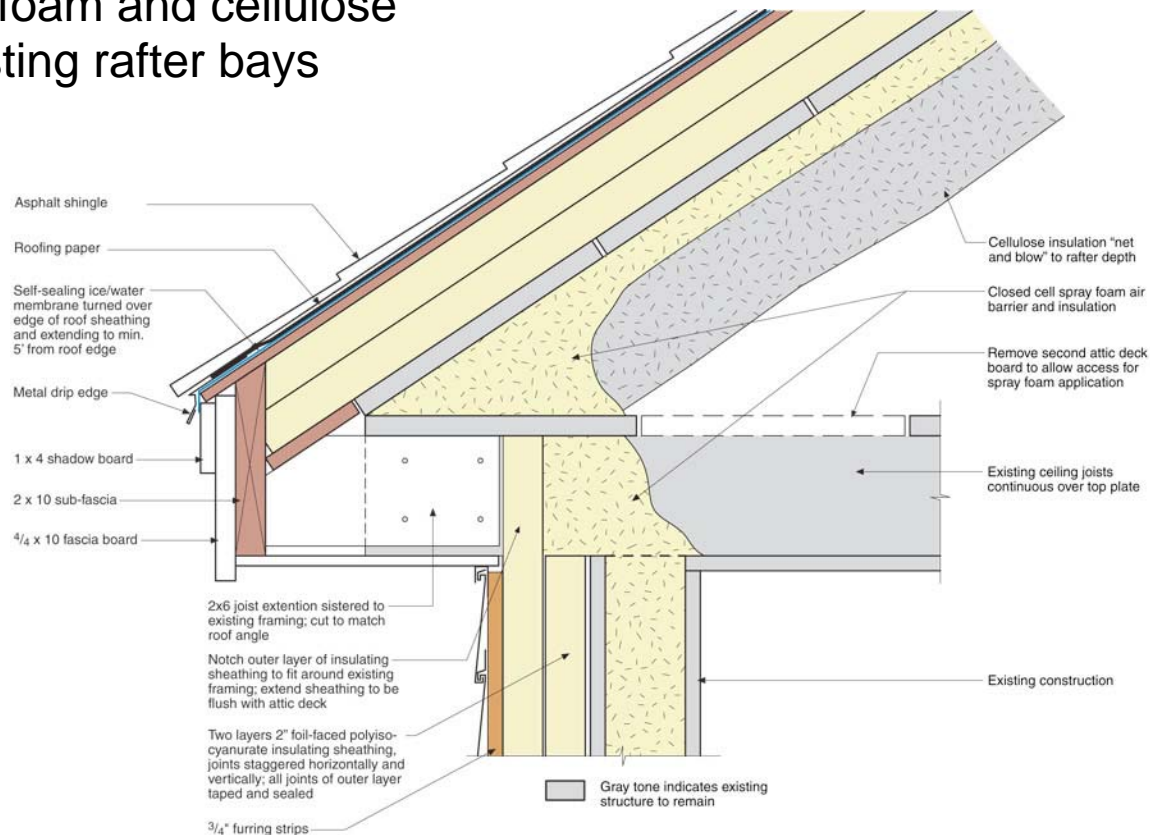 foam and cellulose
sting rafter bays
Asphalt shingle
Roofing paper
Self-sealing ice/water
membrane turned over
edge of roof sheathing
and extending to min.
5' from roof edge
Metal drip edge
1 x 4 shadow board
2 x 10 sub-fascia
4/4 x 10 fascia board
2x6 joist extention sistered to
existing framing; cut to match
roof angle
Notch outer layer of insulating
sheathing to fit around existing
framing; extend sheathing to be
flush with attic deck
Two layers 2" foil-faced polyiso-
cyanurate insulating sheathing,
joints staggered horizontally and
vertically; all joints of outer layer
taped and sealed
3/4" furring strips
Cellulose insulation "net
and blow" to rafter depth
Closed cell spray foam air
barrier and insulation
Remove second attic deck
board to allow access for
spray foam application
Existing ceiling joists
continuous over top plate
Existing construction
Gray tone indicates existing
structure to remain